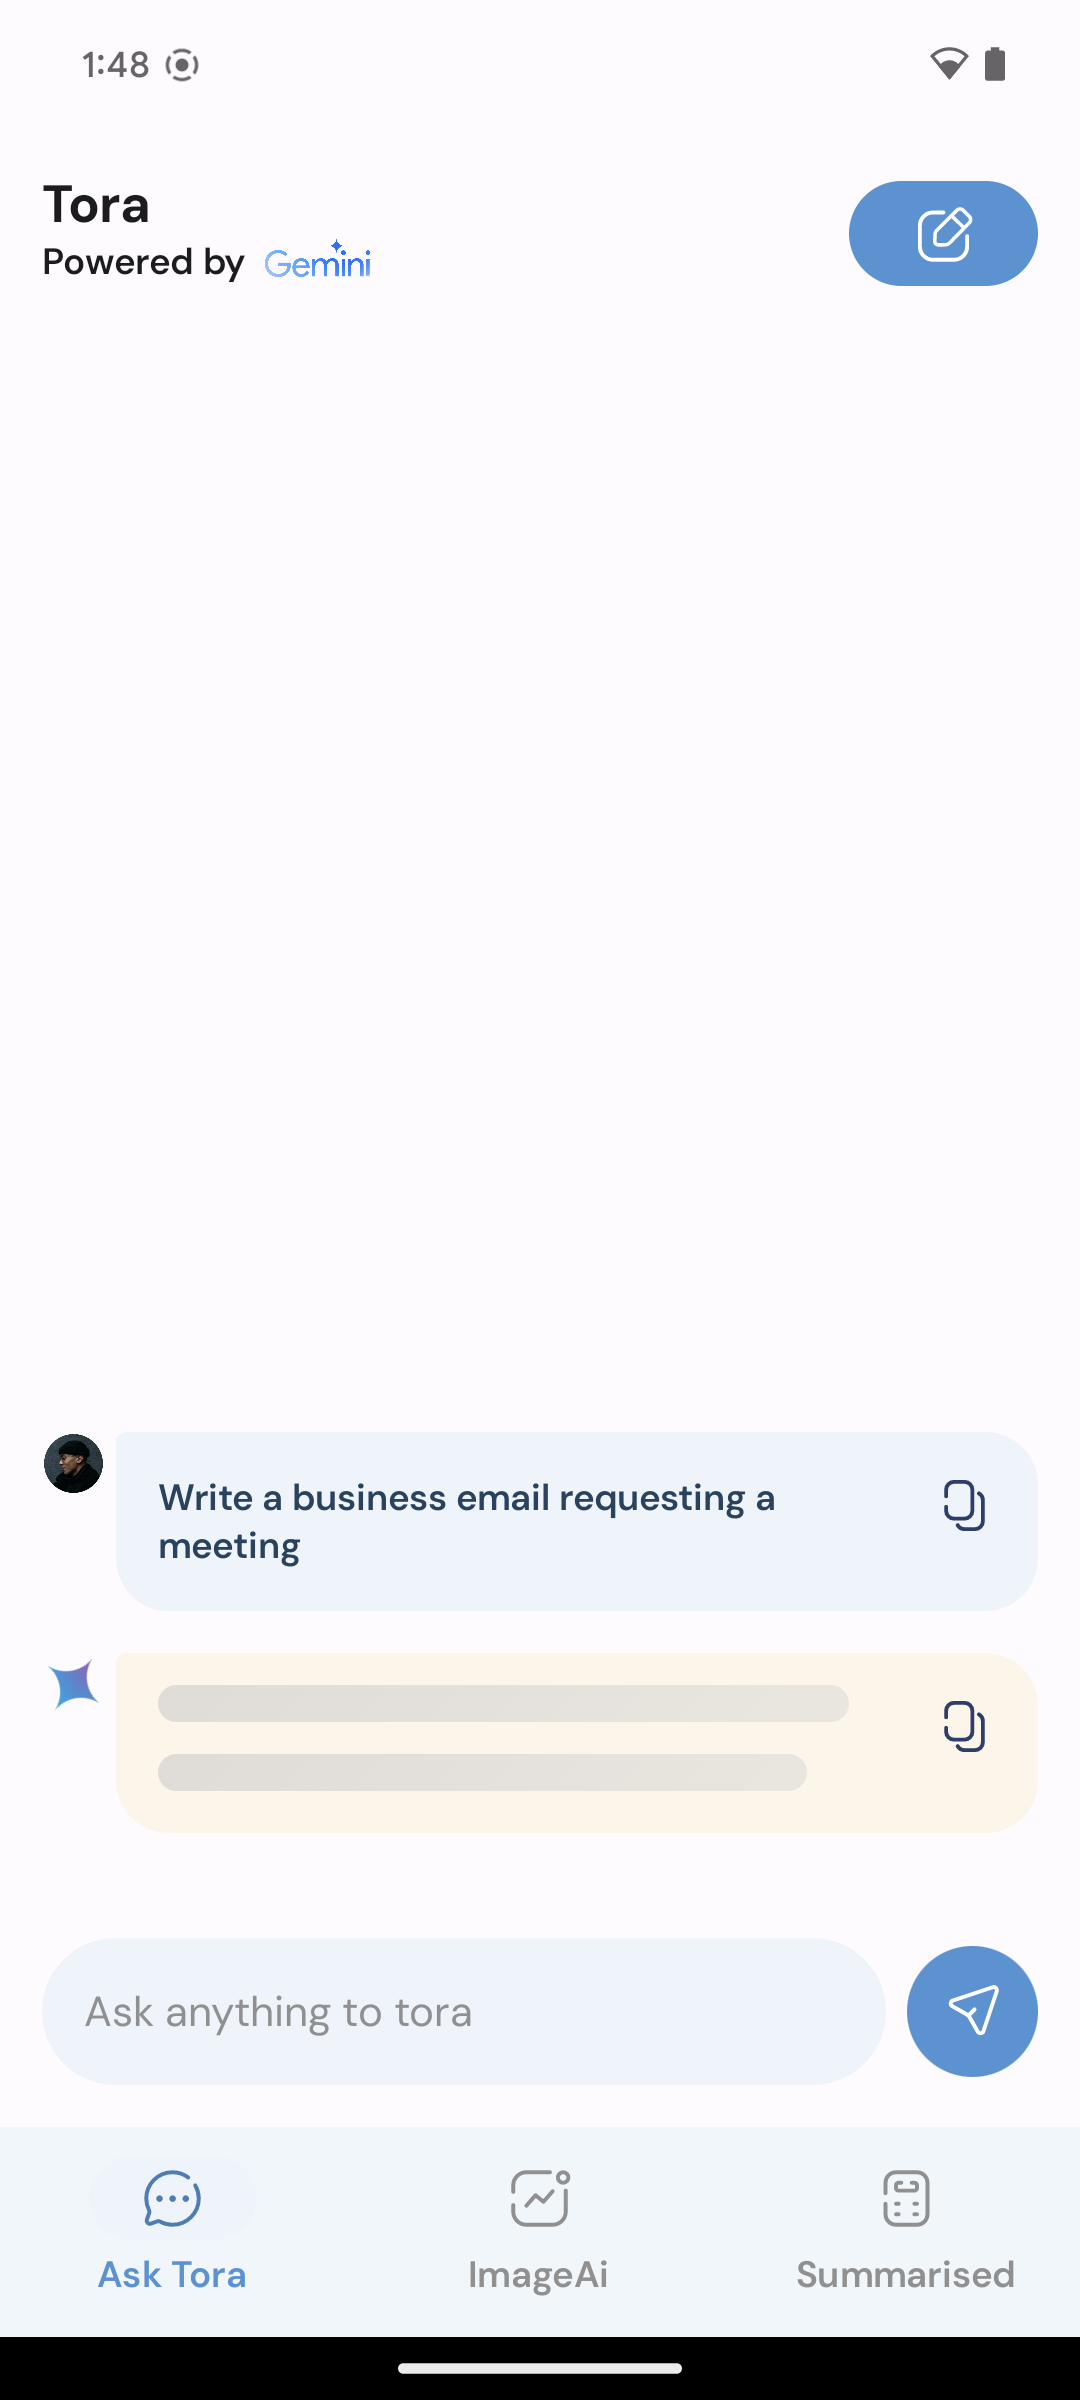 1:48
Tora
Powered by Gemini
Write a business email requesting a
meeting
Ask anything to tora
Ask Tora
ImageAi
Summarised